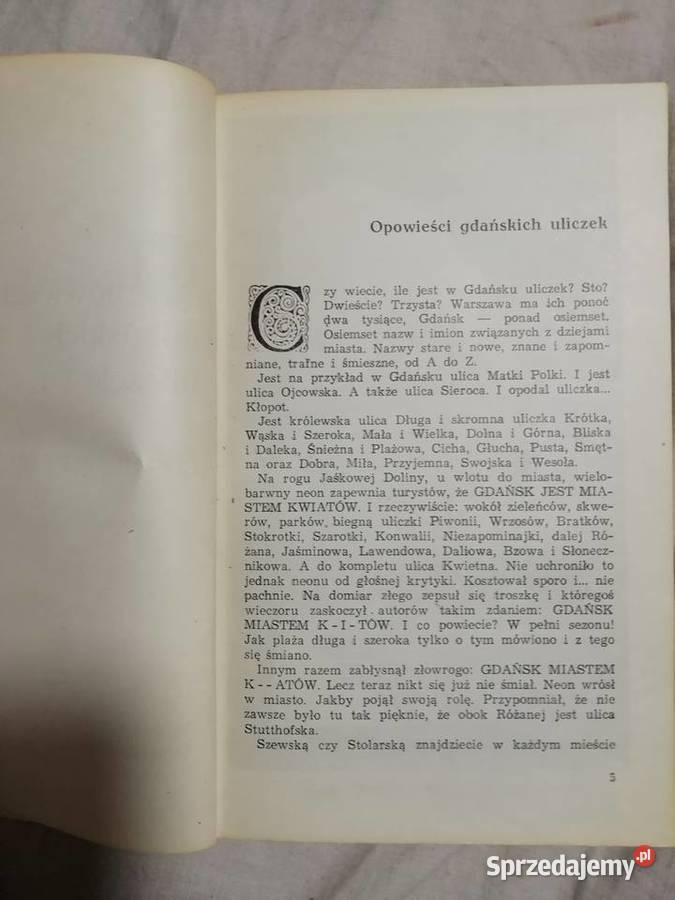 Opowieści gdańskich uliczek
Czy wiecie, ile jest w Gdańsku uliczek? Sto?
Dwieście? Trzysta? Warszawa ma ich ponoć
dwa tysiące, Gdańsk — ponad osiemset.
Osiemset nazw i imion związanych z dziejami
miasta. Nazwy stare i nowe, znane i zapom-
niane, trafne i śmieszne, od A do Z.
Jest na przykład w Gdańsku ulica Matki Polki. I jest
ulica Ojcowska. A także ulica Sieroca. I opodal uliczka...
Kłopot.
Jest królewska ulica Długa i skromna uliczka Krótka,
Wąska i Szeroka, Mała i Wielka, Dolna i Górna, Bliska
i Daleka, Śnieżna i Plażowa, Cicha, Głucha, Pusta, Smęt-
na oraz Dobra, Miła, Przyjemna, Swojska i Wesoła.
Na rogu Jaśkowej Doliny, u wlotu do miasta, wielo-
barwny neon zapewnia turystów, że GDAŃSK JEST MIA-
STEM KWIATÓW. I rzeczywiście: wokół zieleńców, skwe-
rów, parków biegną uliczki Piwonii, Wrzosów, Bratków,
Stokrotki, Szarotki, Konwalii, Niezapominajki, dalej Ró-
żana, Jaśminowa, Lawendowa, Daliowa, Bzowa i Słonecz-
nikowa. A do kompletu ulica Kwietna. Nie uchroniło to
jednak neonu od głośnej krytyki. Kosztował sporo i... nie
pachnie. Na domiar złego zepsuł się troszkę i któregoś
wieczoru zaskoczył autorów takim zdaniem: GDAŃSK
MIASTEM K - I - TÓW. I co powiecie? W pełni sezonu!
Jak plaża długa i szeroka tylko o tym mówiono i z tego
się śmiano.
Innym razem zabłysnął złowrogo: GDAŃSK MIASTEM
K - - ATÓW. Lecz teraz nikt się już nie śmiał. Neon wrósł
w miasto. Jakby pojął swoją rolę. Przypomniał, że nie
zawsze było tu tak pięknie, że obok Różanej jest ulica
Stutthofska.
Szewską czy Stolarską znajdziecie w każdym mieście
5
Sprzedajemy.pl